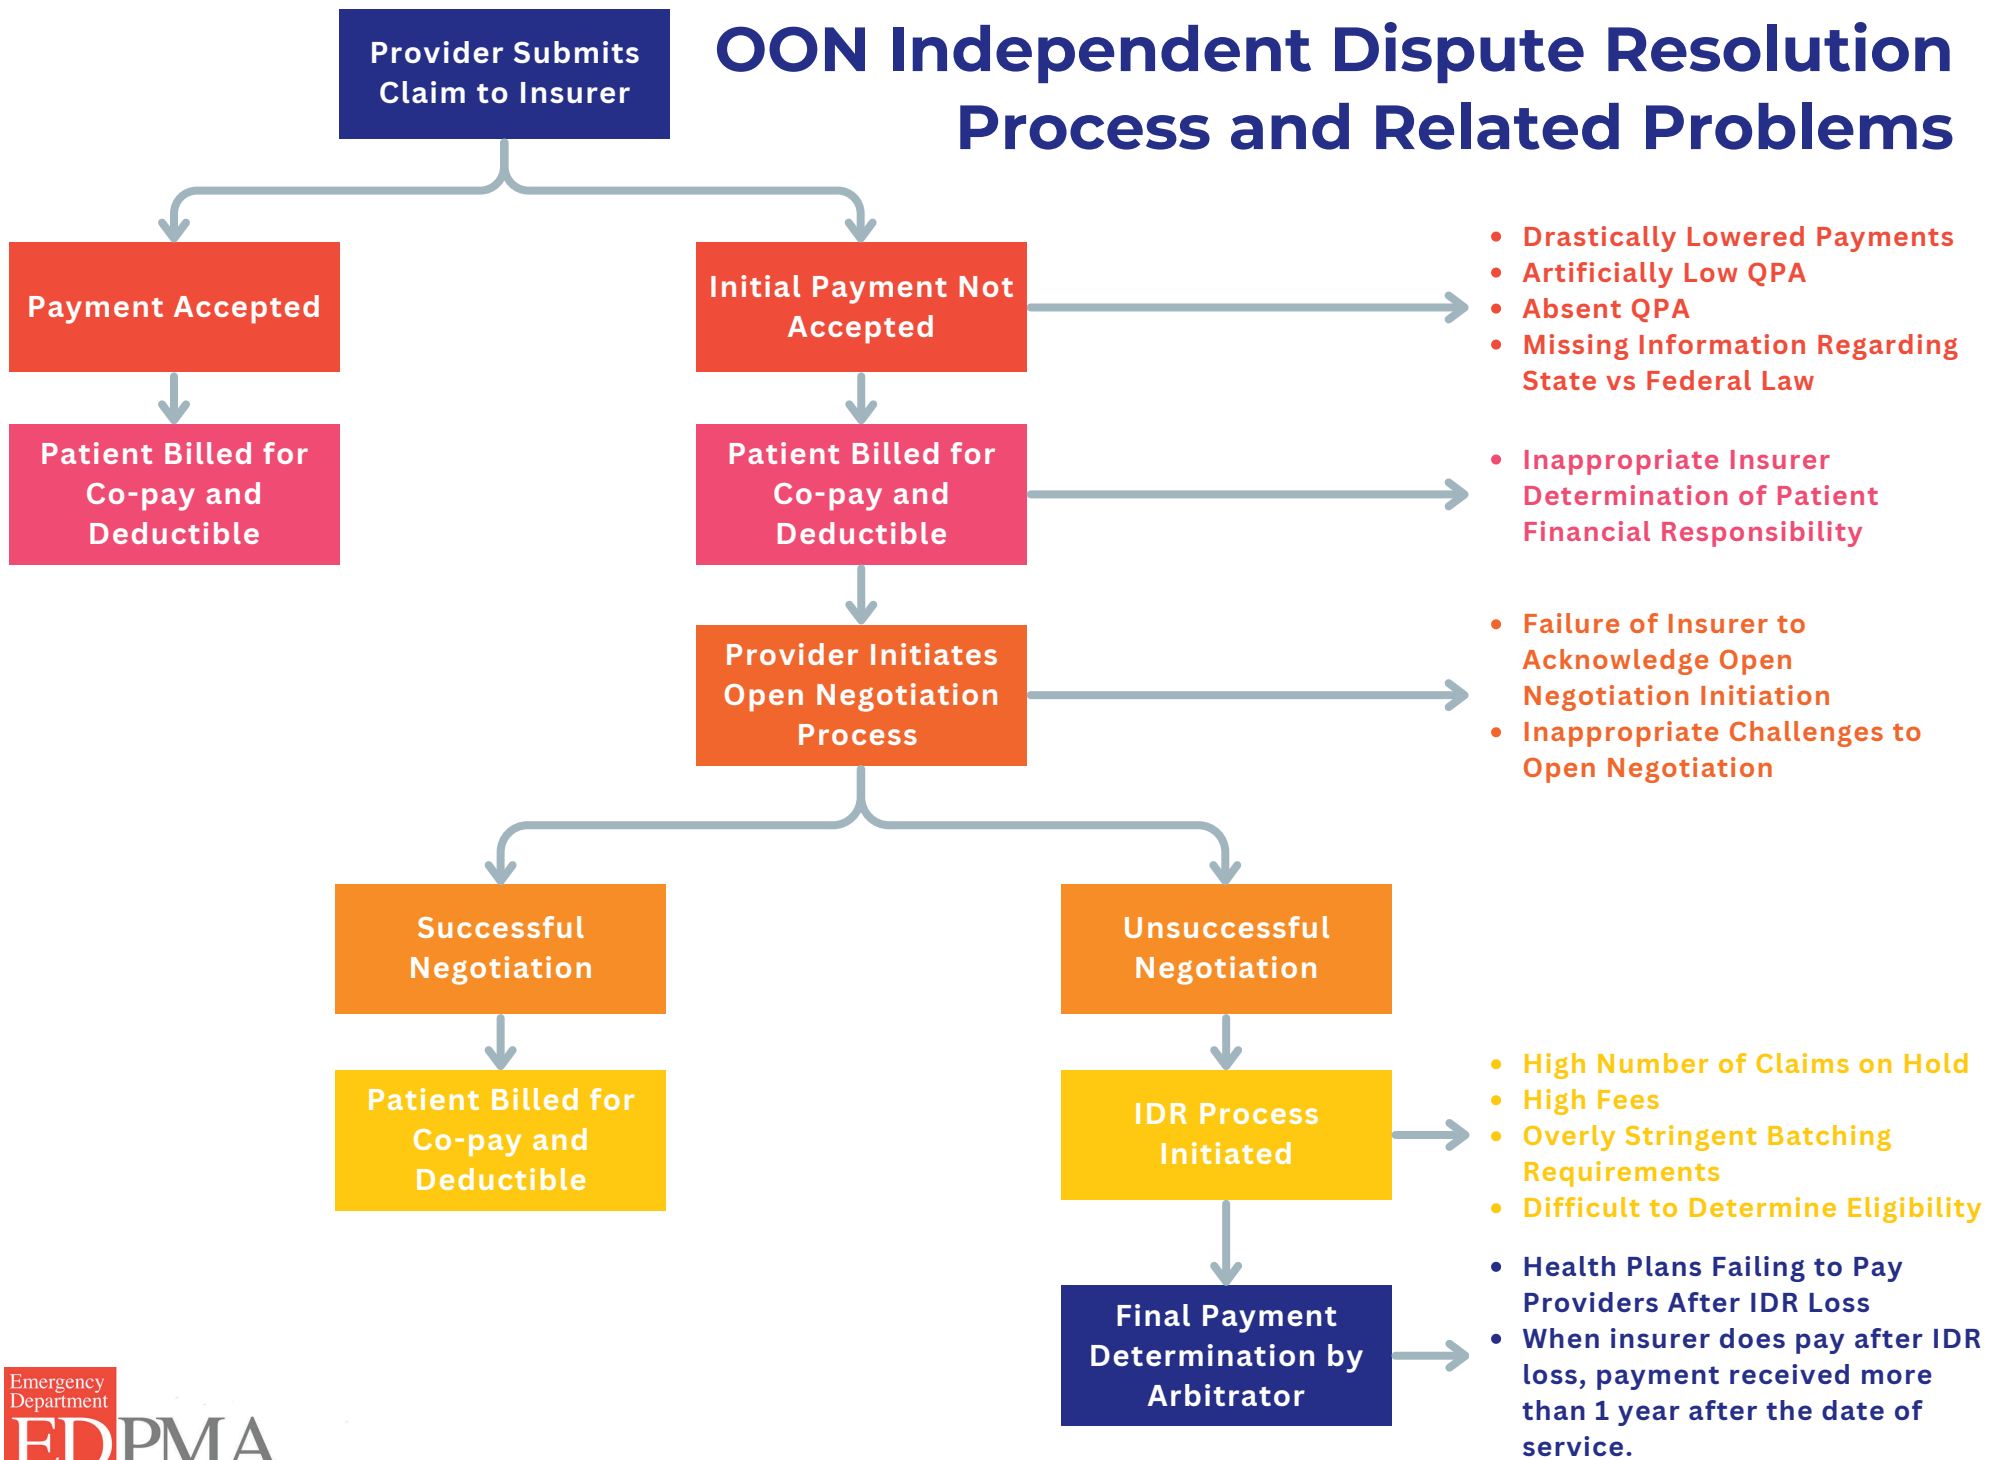 OON Independent Dispute Resolution
Process and Related Problems
Provider Submits
Claim to Insurer
Payment Accepted
Initial Payment Not
Accepted
• Drastically Lowered Payments
• Artificially Low QPA
• Absent QPA
• Missing Information Regarding
State vs Federal Law
Patient Billed for
Co-pay and
Deductible
Patient Billed for
Co-pay and
Deductible
• Inappropriate Insurer
Determination of Patient
Financial Responsibility
Provider Initiates
Open Negotiation
Process
• Failure of Insurer to
Acknowledge Open
Negotiation Initiation
• Inappropriate Challenges to
Open Negotiation
Successful
Negotiation
Unsuccessful
Negotiation
Patient Billed for
Co-pay and
Deductible
IDR Process
Initiated
• High Number of Claims on Hold
• High Fees
• Overly Stringent Batching
Requirements
• Difficult to Determine Eligibility
Final Payment
Determination by
Arbitrator
• Health Plans Failing to Pay
Providers After IDR Loss
• When insurer does pay after IDR
loss, payment received more
than 1 year after the date of
service.
Emergency
Department
EDPMA